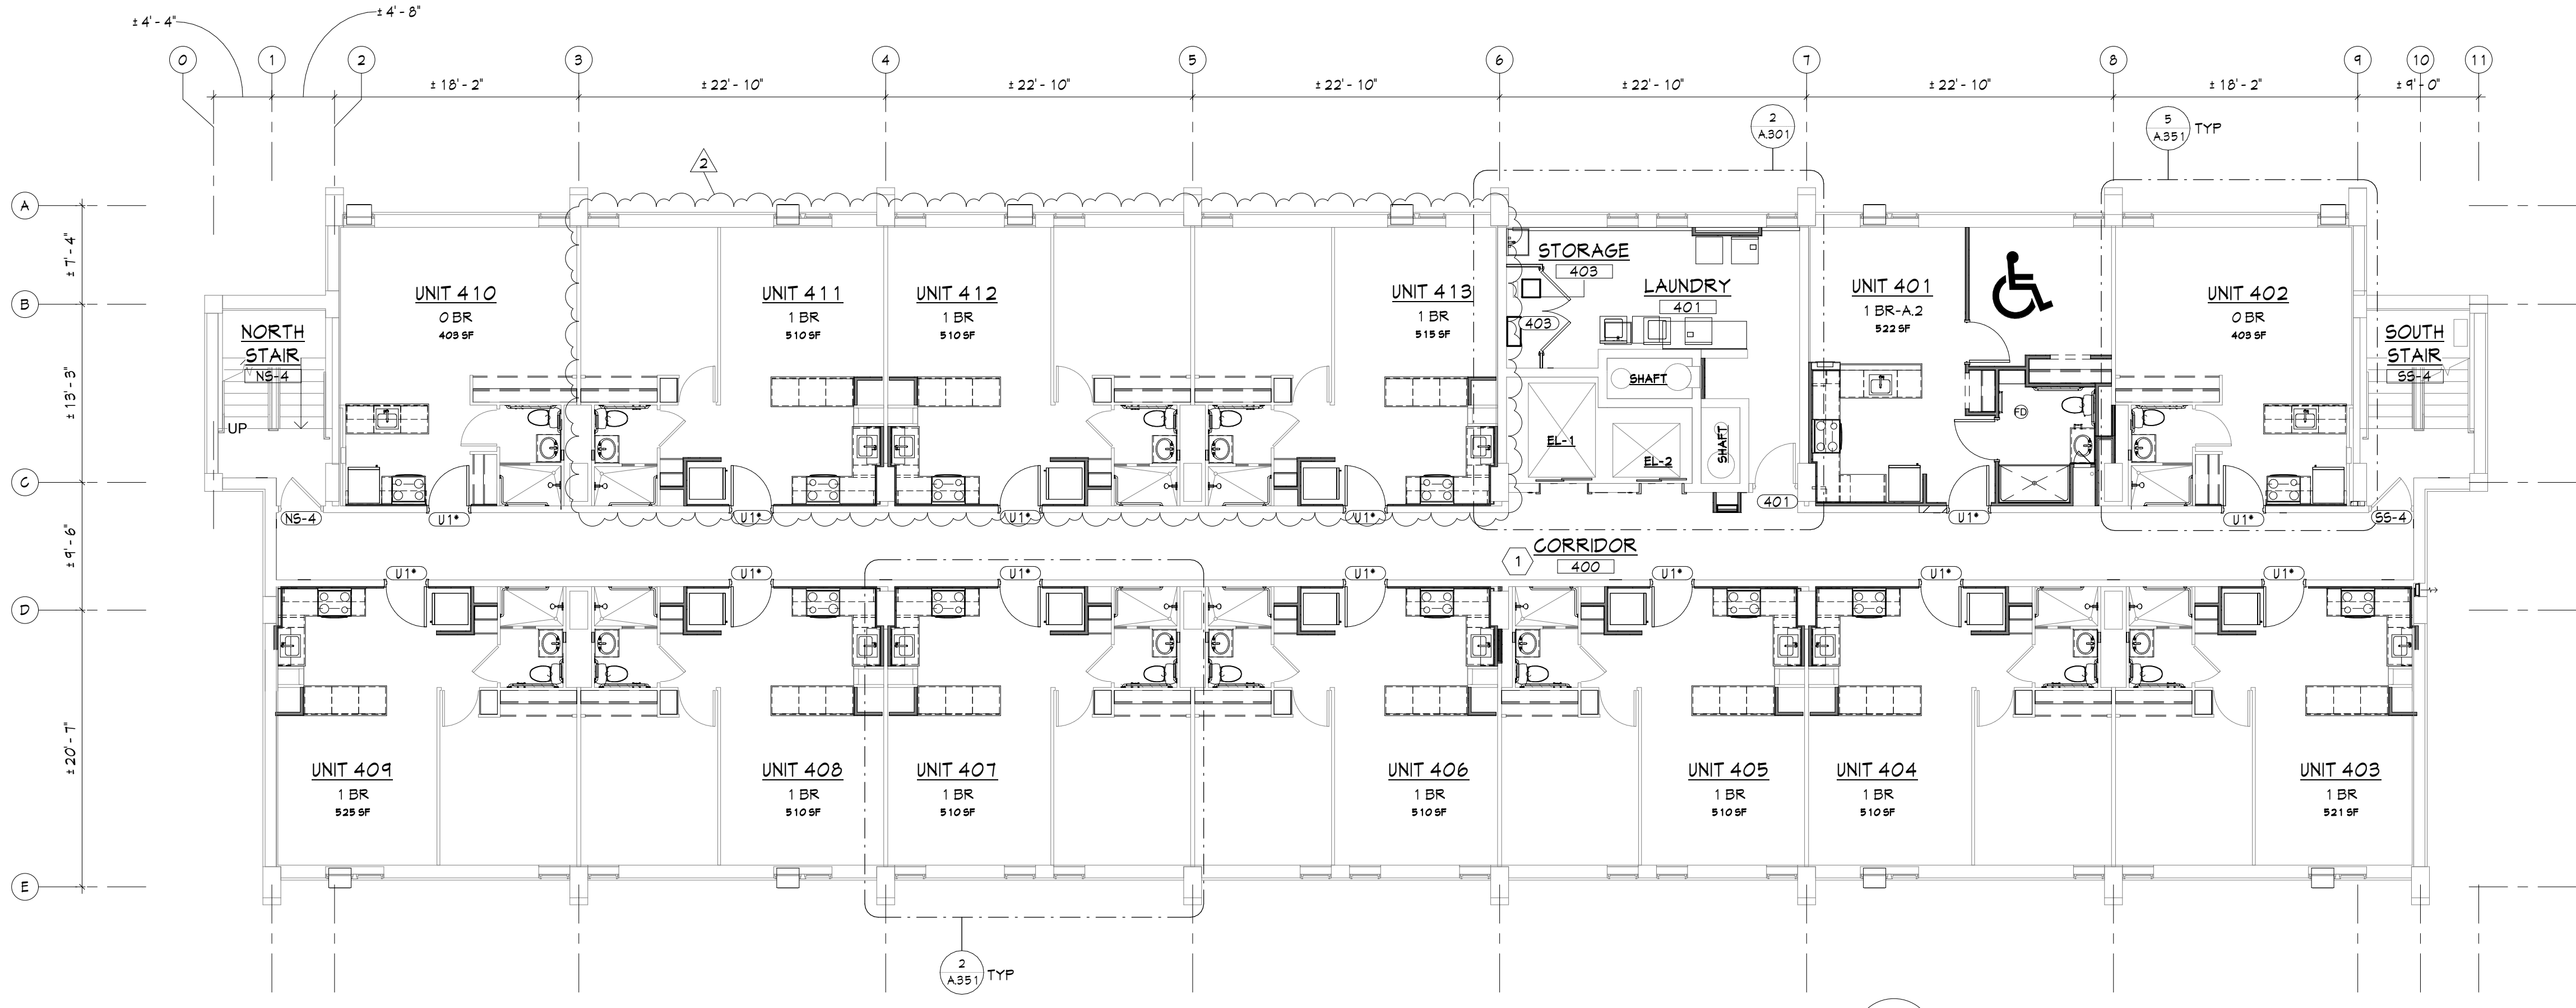 ± 4' - 4"
± 4' - 8"
0
1
2
3
4
5
6
7
8
9
10
11
± 18' - 2"
± 22' - 10"
± 22' - 10"
± 22' - 10"
± 22' - 10"
± 22' - 10"
± 18' - 2"
± 9' - 0"
2
A.301
5
A.351
TYP
2
A
± 7' - 4"
B
± 13' - 3"
C
± 9' - 6"
D
± 20' - 7"
E
NORTH
STAIR
NS-4
UP
UNIT 410
0 BR
403 SF
UNIT 411
1 BR
510 SF
UNIT 412
1 BR
510 SF
UNIT 413
1 BR
515 SF
STORAGE
403
403
LAUNDRY
401
SHAFT
SHAFT
EL-1
EL-2
UNIT 401
1 BR-A.2
522 SF
FD
UNIT 402
0 BR
403 SF
SOUTH
STAIR
SS-4
NS-4
U1*
U1*
U1*
U1*
401
U1*
U1*
SS-4
1
CORRIDOR
400
U1*
U1*
U1*
U1*
U1*
U1*
U1*
UNIT 409
1 BR
525 SF
UNIT 408
1 BR
510 SF
UNIT 407
1 BR
510 SF
UNIT 406
1 BR
510 SF
UNIT 405
1 BR
510 SF
UNIT 404
1 BR
510 SF
UNIT 403
1 BR
521 SF
2
A.351
TYP